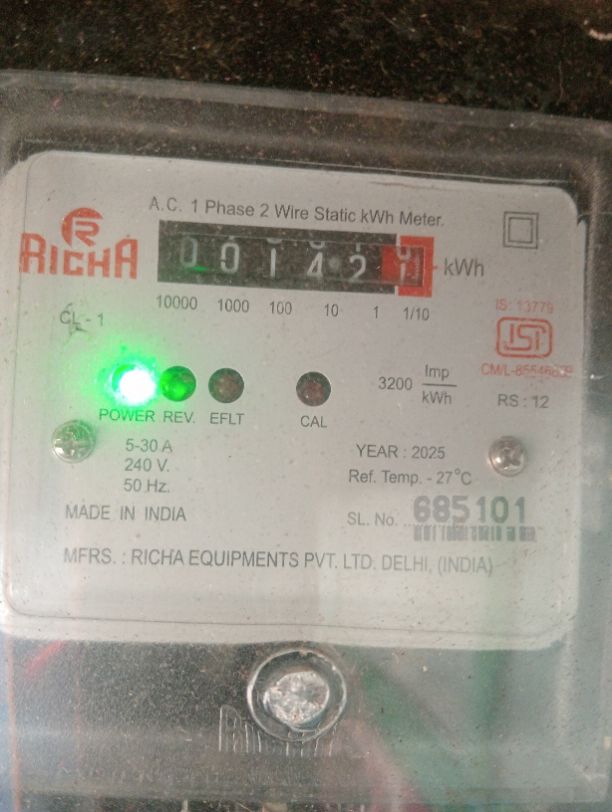 A.C. 1 Phase 2 Wire Static kWh Meter.
R
RICHA
0 0 1 4 2 1 kWh
10000 1000 100 10 1 1/10
CL - 1
IS: 13779
ISI
3200 Imp/kWh
RS : 12
POWER REV. EFLT CAL
5-30 A
240 V.
50 Hz.
YEAR : 2025
Ref. Temp. - 27°C
MADE IN INDIA
SL. No. 685101
MFRS. : RICHA EQUIPMENTS PVT. LTD. DELHI, (INDIA)